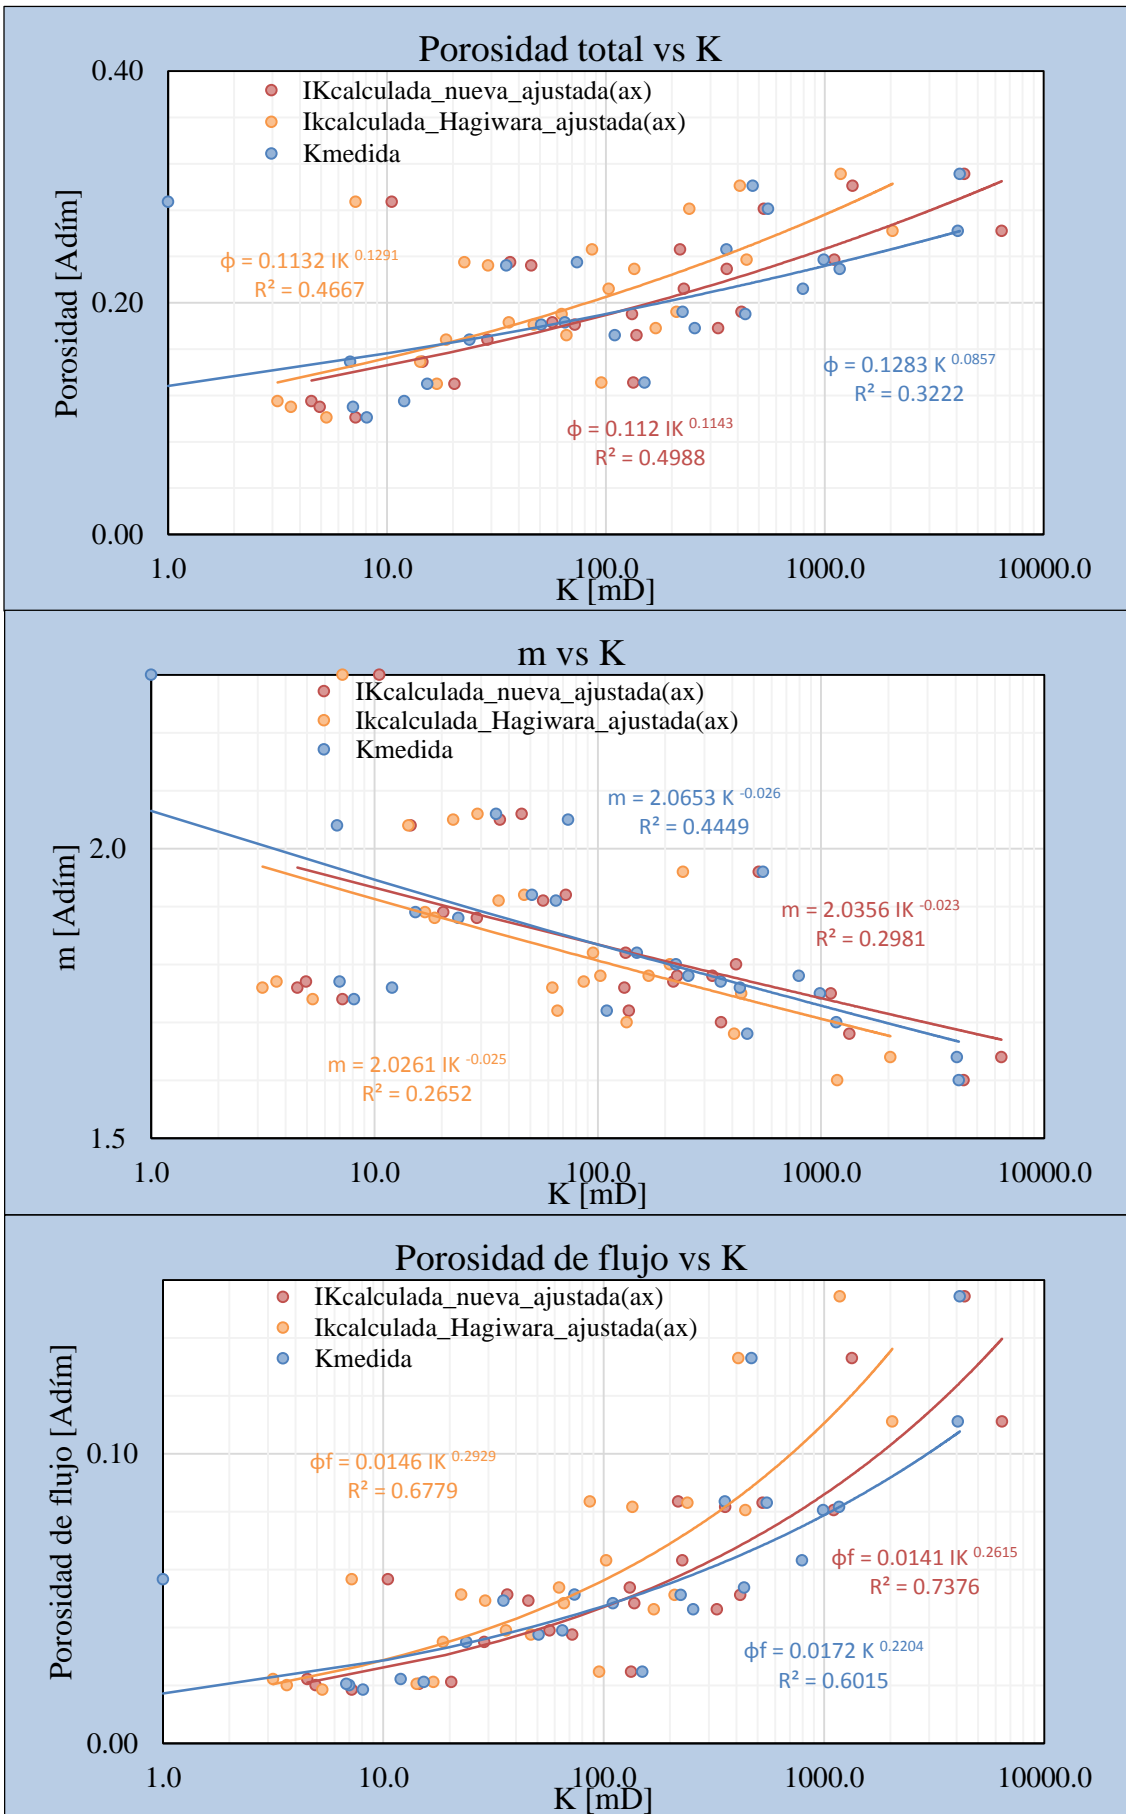 Porosidad total vs K
0.40
IKcalculada_nueva_ajustada(ax)
Ikcalculada_Hagiwara_ajustada(ax)
Kmedida
Porosidad [Adím]
ϕ = 0.1132 IK 0.1291
R² = 0.4667
0.20
ϕ = 0.1283 K 0.0857
R² = 0.3222
ϕ = 0.112 IK 0.1143
R² = 0.4988
0.00
1.0 10.0 100.0 1000.0 10000.0
K [mD]
m vs K
IKcalculada_nueva_ajustada(ax)
Ikcalculada_Hagiwara_ajustada(ax)
Kmedida
m = 2.0653 K -0.026
R² = 0.4449
2.0
m [Adím]
m = 2.0356 IK -0.023
R² = 0.2981
m = 2.0261 IK -0.025
R² = 0.2652
1.5
1.0 10.0 100.0 1000.0 10000.0
K [mD]
Porosidad de flujo vs K
IKcalculada_nueva_ajustada(ax)
Ikcalculada_Hagiwara_ajustada(ax)
Kmedida
Porosidad de flujo [Adím]
0.10
ϕf = 0.0146 IK 0.2929
R² = 0.6779
ϕf = 0.0141 IK 0.2615
R² = 0.7376
ϕf = 0.0172 K 0.2204
R² = 0.6015
0.00
1.0 10.0 100.0 1000.0 10000.0
K [mD]